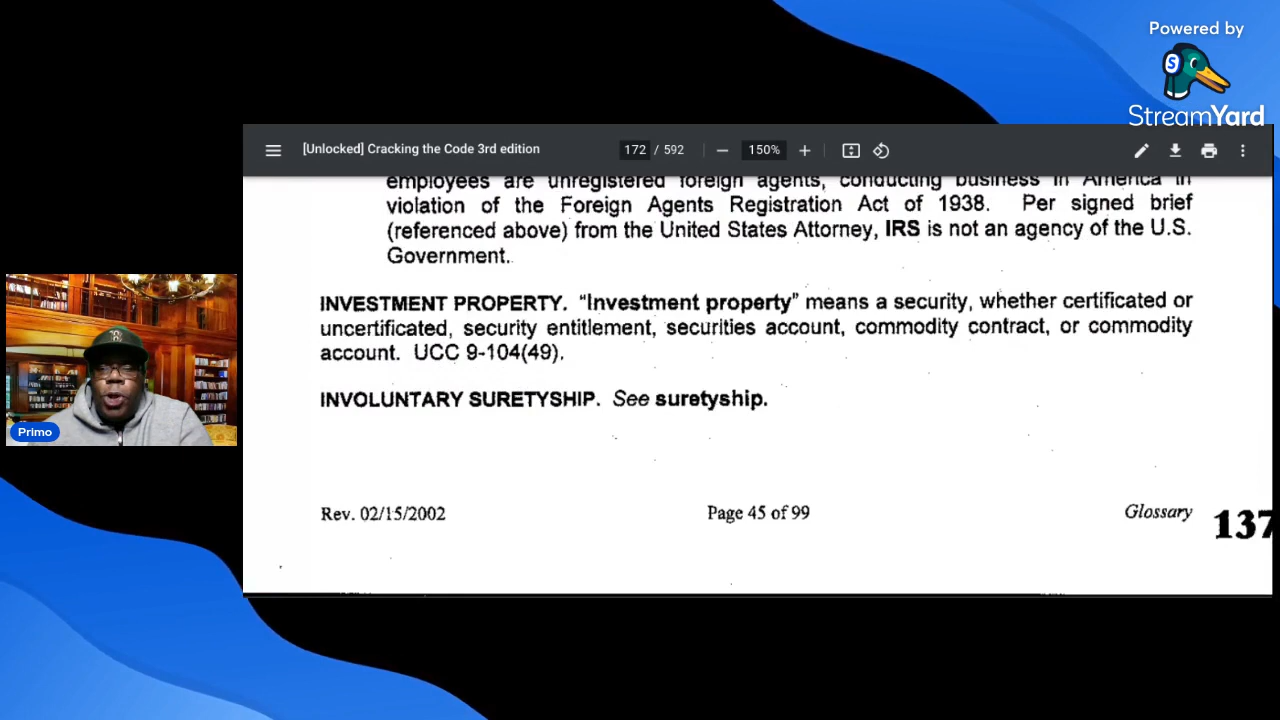 Powered by
StreamYard
[Unlocked] Cracking the Code 3rd edition
172 / 592
150%
employees are unregistered foreign agents, conducting business in America in
violation of the Foreign Agents Registration Act of 1938. Per signed brief
(referenced above) from the United States Attorney, IRS is not an agency of the U.S.
Government.
INVESTMENT PROPERTY. “Investment property” means a security, whether certificated or
uncertificated, security entitlement, securities account, commodity contract, or commodity
account. UCC 9-104(49).
INVOLUNTARY SURETYSHIP. See suretyship.
Primo
Rev. 02/15/2002
Page 45 of 99
Glossary
137